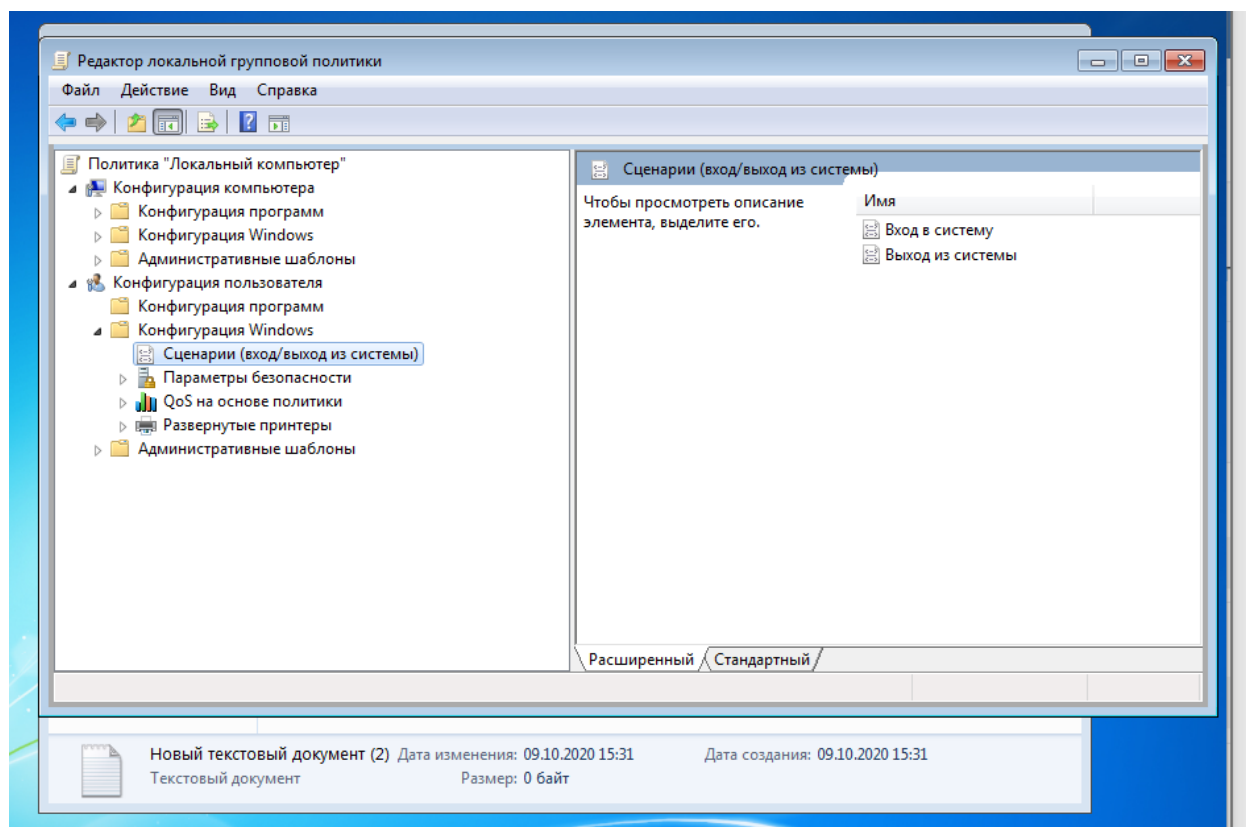 Редактор локальной групповой политики
Файл Действие Вид Справка
Политика "Локальный компьютер"
Конфигурация компьютера
Конфигурация программ
Конфигурация Windows
Административные шаблоны
Конфигурация пользователя
Конфигурация программ
Конфигурация Windows
Сценарии (вход/выход из системы)
Параметры безопасности
QoS на основе политики
Развернутые принтеры
Административные шаблоны
Сценарии (вход/выход из системы)
Чтобы просмотреть описание
элемента, выделите его.
Имя
Вход в систему
Выход из системы
Расширенный Стандартный
Новый текстовый документ (2) Дата изменения: 09.10.2020 15:31 Дата создания: 09.10.2020 15:31
Текстовый документ Размер: 0 байт